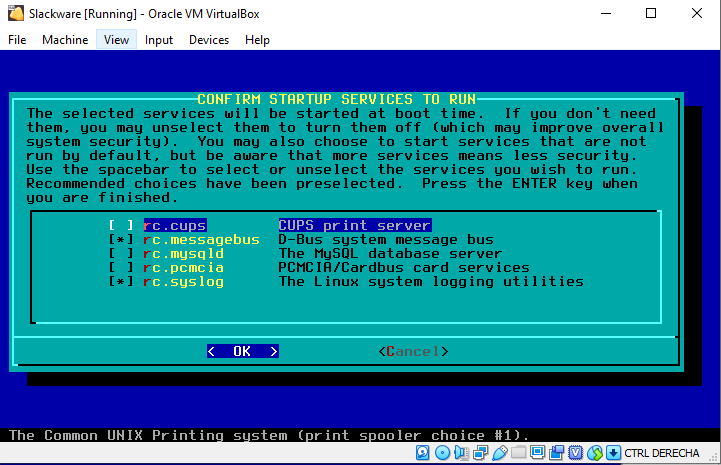 Slackware [Running] - Oracle VM VirtualBox
File Machine View Input Devices Help
CONFIRM STARTUP SERVICES TO RUN
The selected services will be started at boot time.  If you don't need
them, you may unselect them to turn them off (which may improve overall
system security).  You may also choose to start services that are not
run by default, but be aware that more services means less security.
Use the spacebar to select or unselect the services you wish to run.
Recommended choices have been preselected.  Press the ENTER key when
you are finished.
[ ] rc.cups CUPS print server
[*] rc.messagebus D-Bus system message bus
[ ] rc.mysqld The MySQL database server
[ ] rc.pcmcia PCMCIA/Cardbus card services
[*] rc.syslog The Linux system logging utilities
< OK > <Cancel>
The Common UNIX Printing system (print spooler choice #1).
CTRL DERECHA